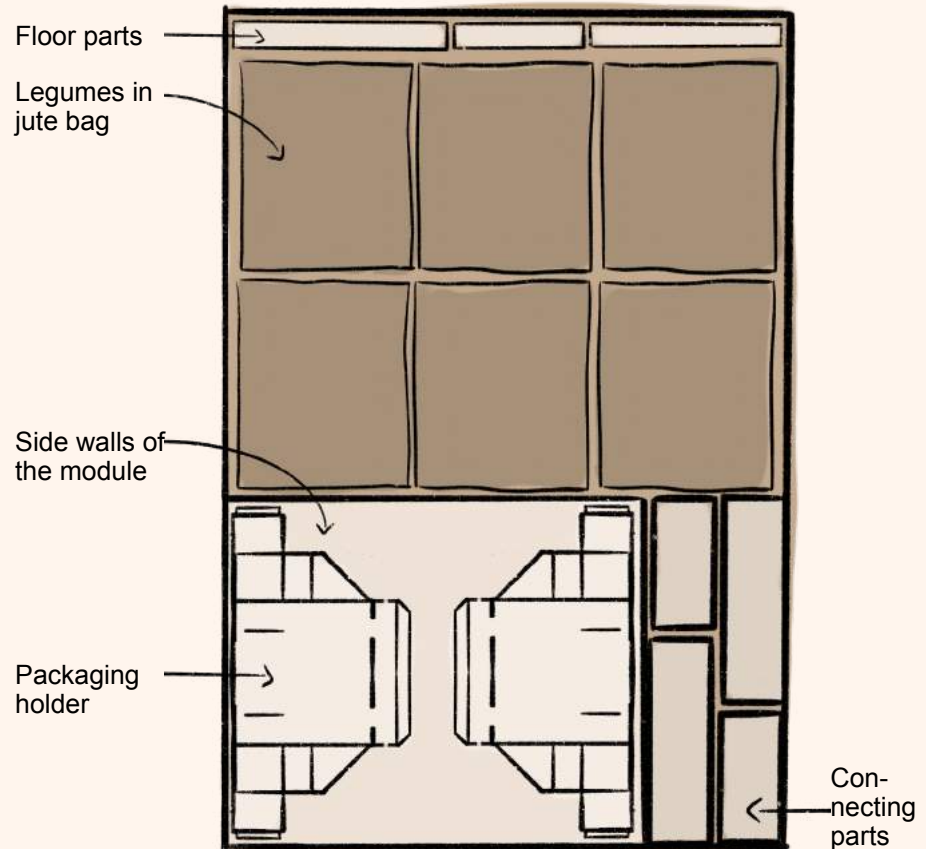 Floor parts
Legumes in
jute bag
Side walls of
the module
Packaging
holder
Con-
necting
parts